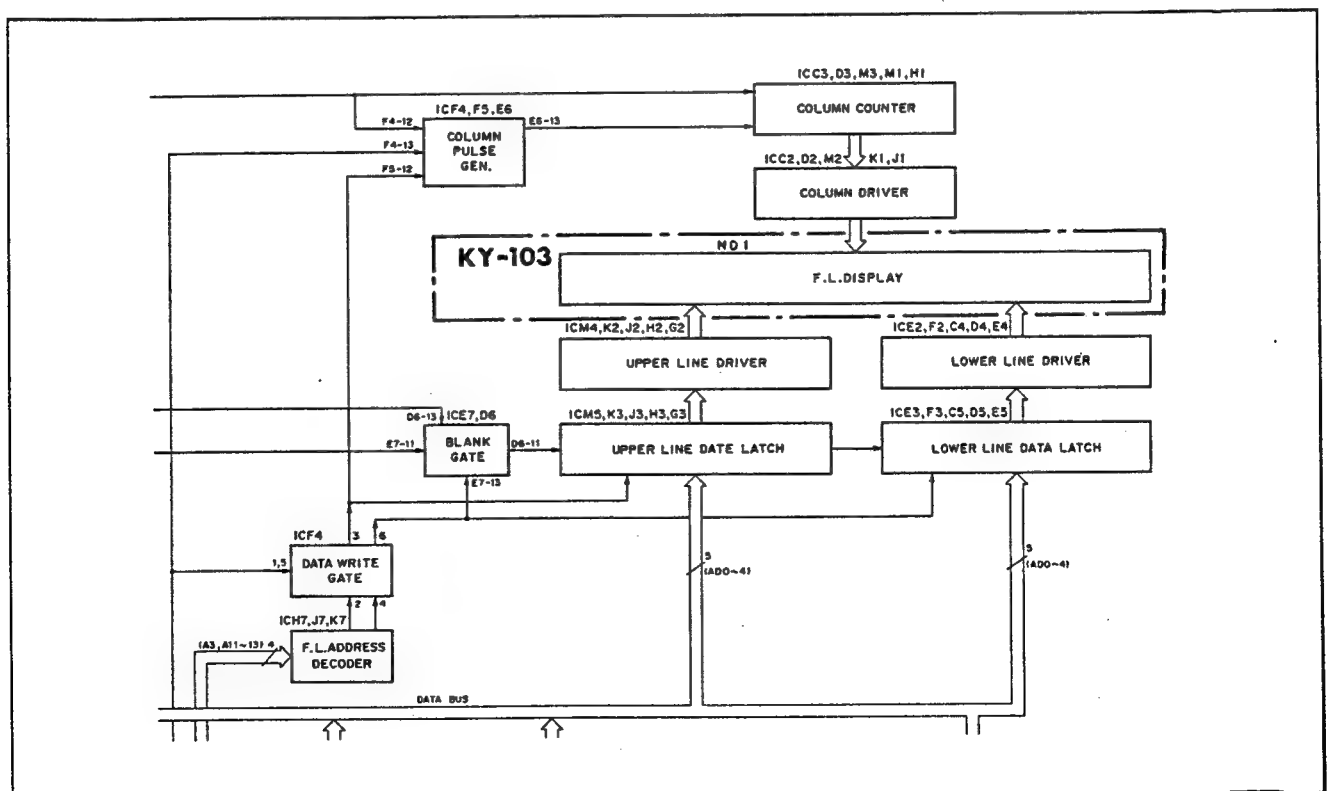 ICC3, D3, M3, M1, H1
COLUMN COUNTER
ICF4, F5, E6
F4-12
E6-13
COLUMN
PULSE
GEN.
F4-13
F5-12
ICC2, D2, M2
K1, J1
COLUMN DRIVER
ND1
KY-103
F.L.DISPLAY
ICM4, K2, J2, H2, G2
ICE2, F2, C4, D4, E4
UPPER LINE DRIVER
LOWER LINE DRIVER
D6-13
ICE7, D6
ICM5, K3, J3, H3, G3
ICE3, F3, C5, D5, E5
E7-11
BLANK
GATE
D6-11
UPPER LINE DATE LATCH
LOWER LINE DATA LATCH
E7-13
ICF4
3
6
1,5
DATA WRITE
GATE
5
(AD0~4)
5
(AD0~4)
ICH7, J7, K7
2
4
(A3, A11~13) 4
F.L.ADDRESS
DECODER
DATA BUS